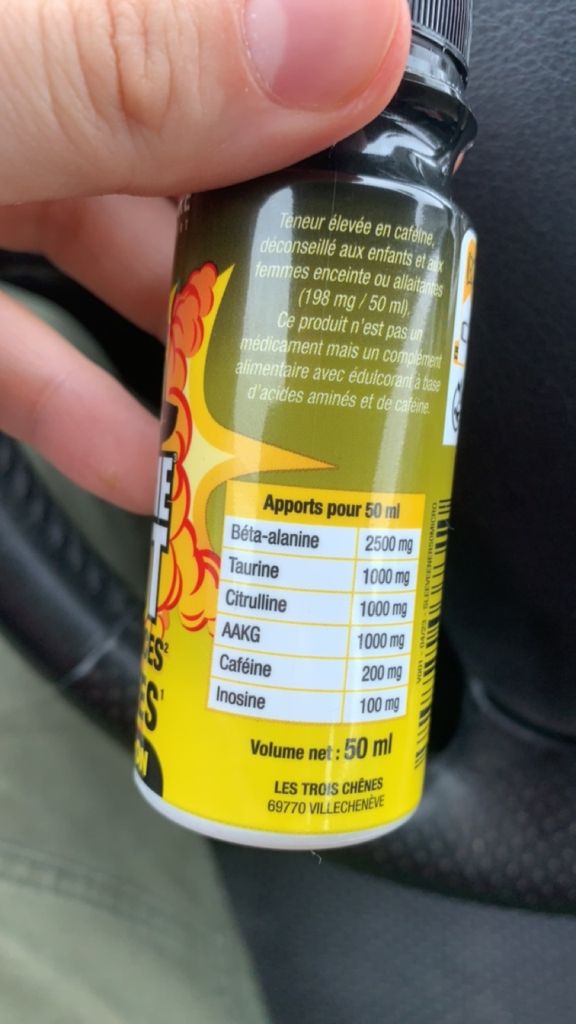 Teneur élevée en caféine,
déconseillé aux enfants et aux
femmes enceinte ou allaitantes
(198 mg / 50 ml).
Ce produit n'est pas un
médicament mais un complément
alimentaire avec édulcorant à base
d'acides aminés et de caféine.
Apports pour 50 ml
Béta-alanine 2500 mg
Taurine 1000 mg
Citrulline 1000 mg
AAKG 1000 mg
Caféine 200 mg
Inosine 100 mg
Volume net : 50 ml
LES TROIS CHÊNES
69770 VILLECHENÈVE